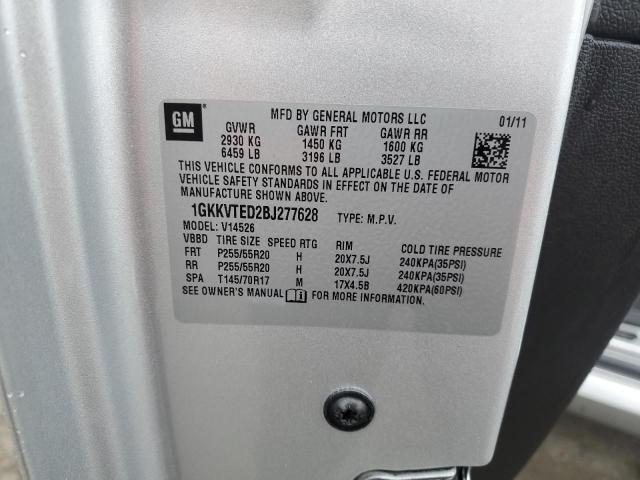 GM
MFD BY GENERAL MOTORS LLC 01/11
GVWR GAWR FRT GAWR RR
2930 KG 1450 KG 1600 KG
6459 LB 3196 LB 3527 LB
THIS VEHICLE CONFORMS TO ALL APPLICABLE U.S. FEDERAL MOTOR
VEHICLE SAFETY STANDARDS IN EFFECT ON THE DATE OF
MANUFACTURE SHOWN ABOVE.
1GKKVTED2BJ277628 TYPE: M.P.V.
MODEL: V14526
VBBD TIRE SIZE SPEED RTG RIM COLD TIRE PRESSURE
FRT P255/55R20 H 20X7.5J 240KPA(35PSI)
RR P255/55R20 H 20X7.5J 240KPA(35PSI)
SPA T145/70R17 M 17X4.5B 420KPA(60PSI)
SEE OWNER'S MANUAL i FOR MORE INFORMATION.